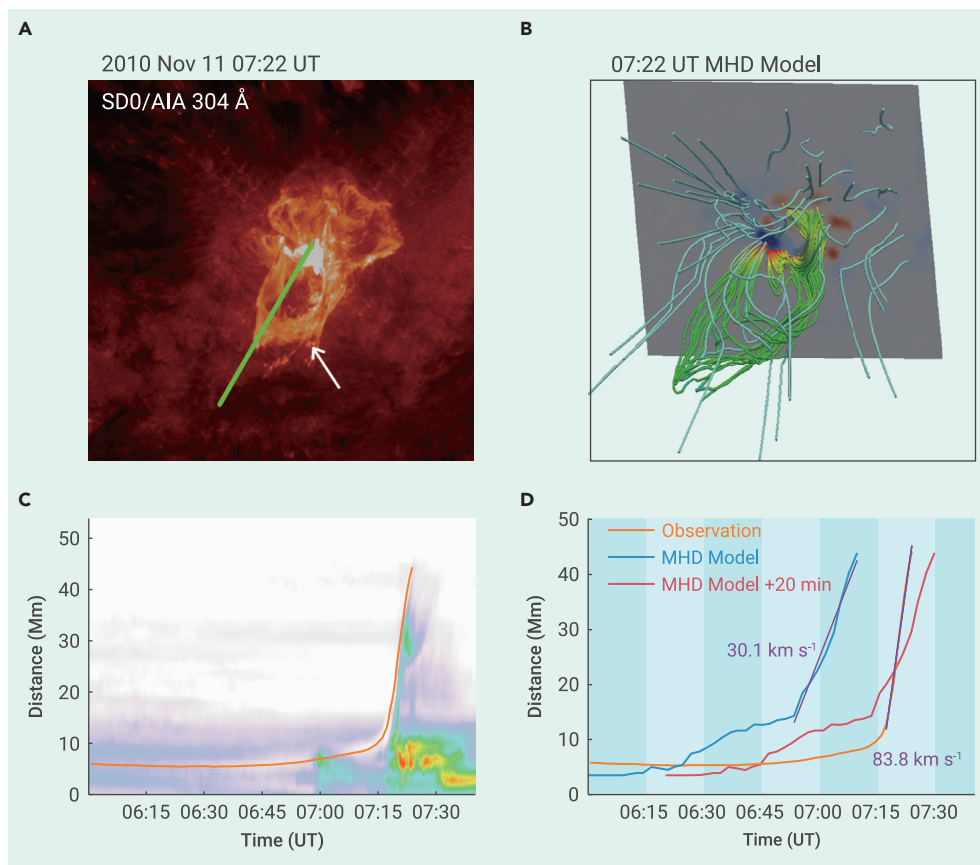 A
2010 Nov 11 07:22 UT
SD0/AIA 304 Å
B
07:22 UT MHD Model
C
50
40
30
20
10
0
Distance (Mm)
06:15 06:30 06:45 07:00 07:15 07:30
Time (UT)
D
50
40
30
20
10
0
Distance (Mm)
Observation
MHD Model
MHD Model +20 min
30.1 km s⁻¹
83.8 km s⁻¹
06:15 06:30 06:45 07:00 07:15 07:30
Time (UT)